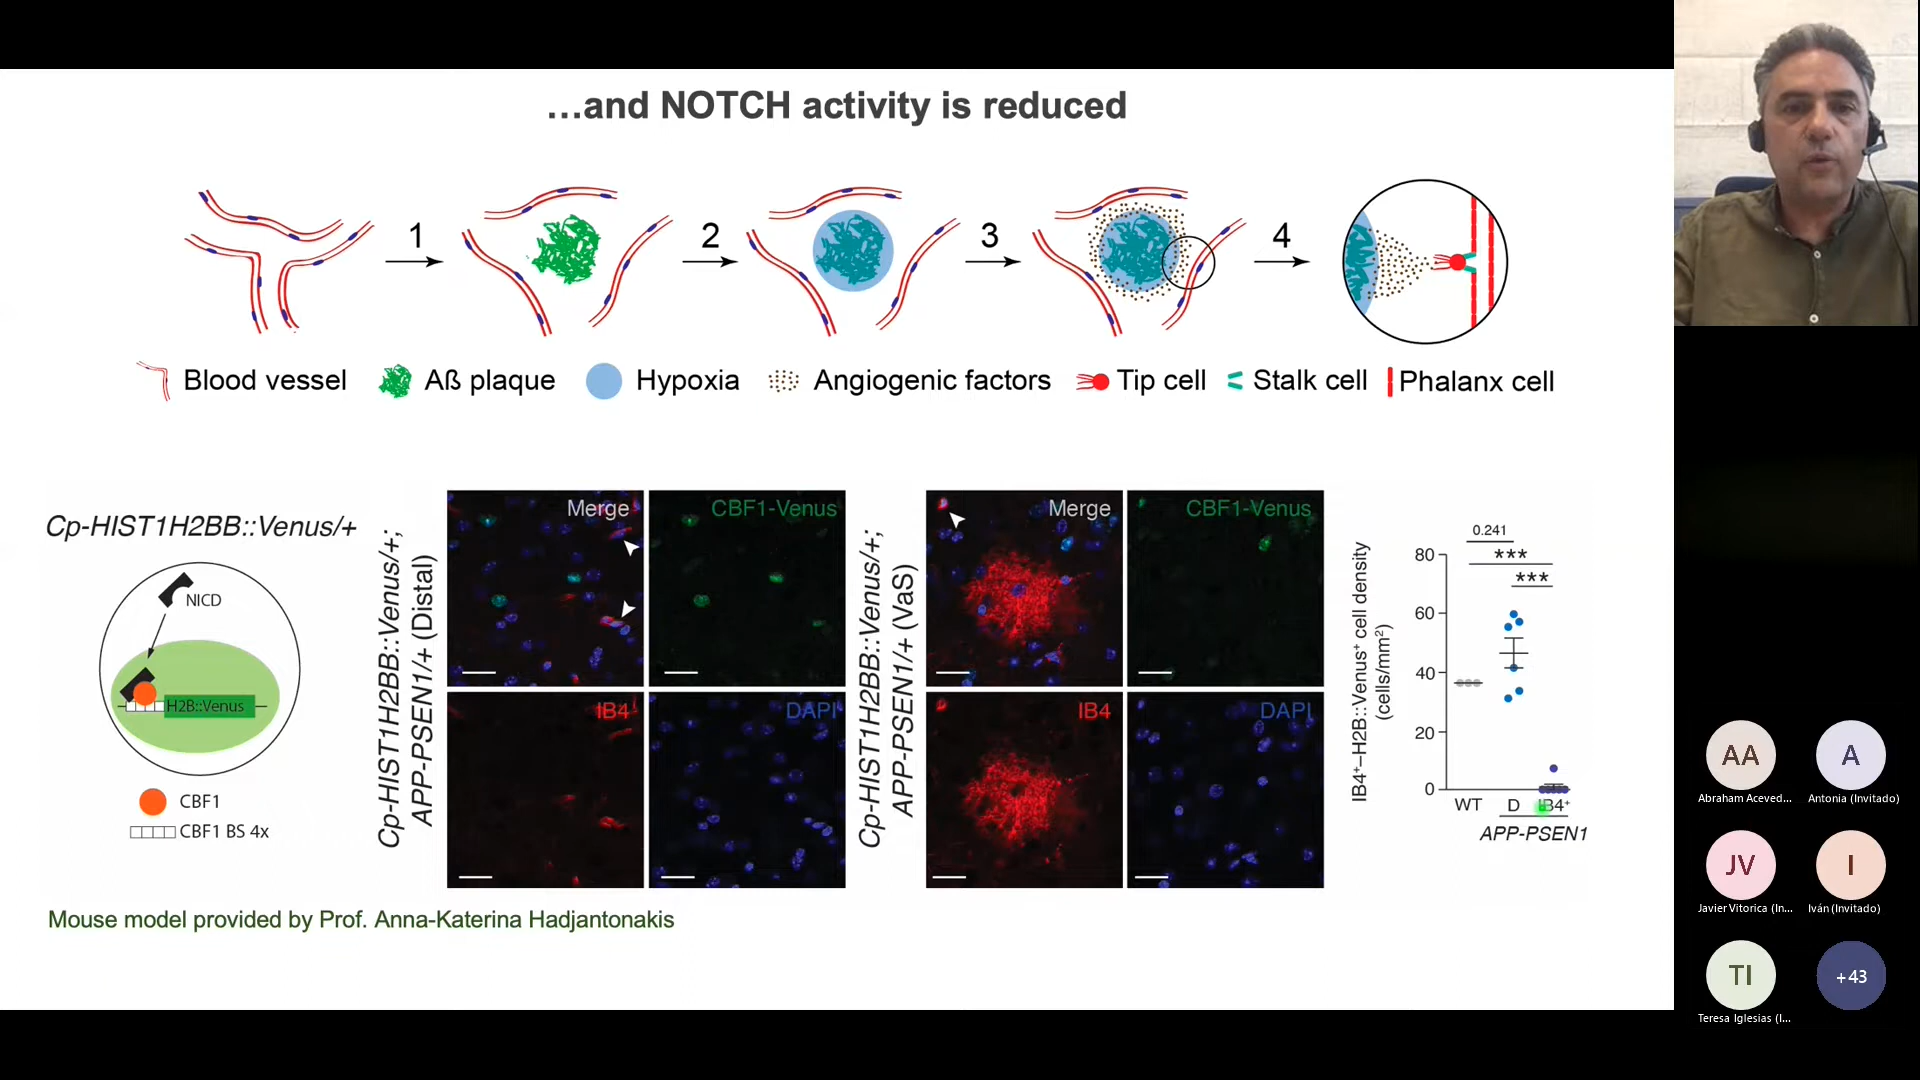 …and NOTCH activity is reduced
1
2
3
4
Blood vessel
Aß plaque
Hypoxia
Angiogenic factors
Tip cell
Stalk cell
Phalanx cell
Cp-HIST1H2BB::Venus/+
NICD
H2B::Venus
CBF1
CBF1 BS 4x
Cp-HIST1H2BB::Venus/+;
APP-PSEN1/+ (Distal)
Merge
CBF1-Venus
IB4
DAPI
Cp-HIST1H2BB::Venus/+;
APP-PSEN1/+ (VaS)
Merge
CBF1-Venus
IB4
DAPI
IB4⁺–H2B::Venus⁺ cell density
(cells/mm²)
0.241
***
***
80
60
40
20
0
WT
D
IB4⁺
APP-PSEN1
Mouse model provided by Prof. Anna-Katerina Hadjantonakis
AA
Abraham Aceved...
A
Antonia (Invitado)
JV
Javier Vitorica (In...
I
Iván (Invitado)
TI
Teresa Iglesias (I...
+43